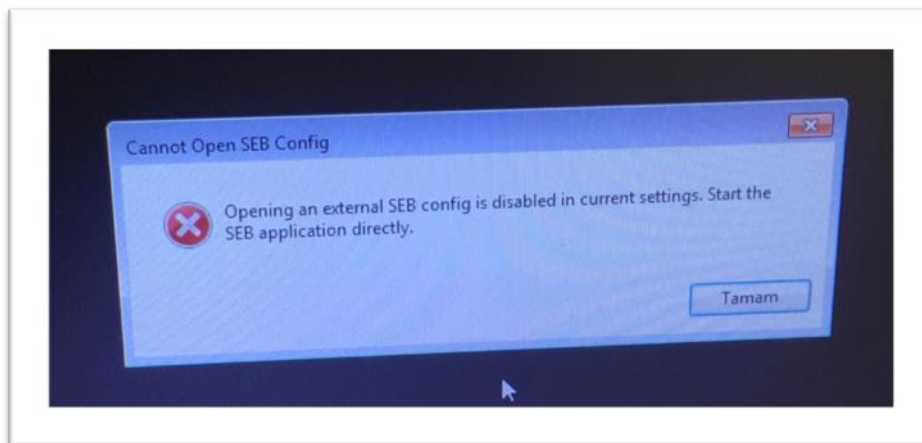 Cannot Open SEB Config
Opening an external SEB config is disabled in current settings. Start the
SEB application directly.
Tamam